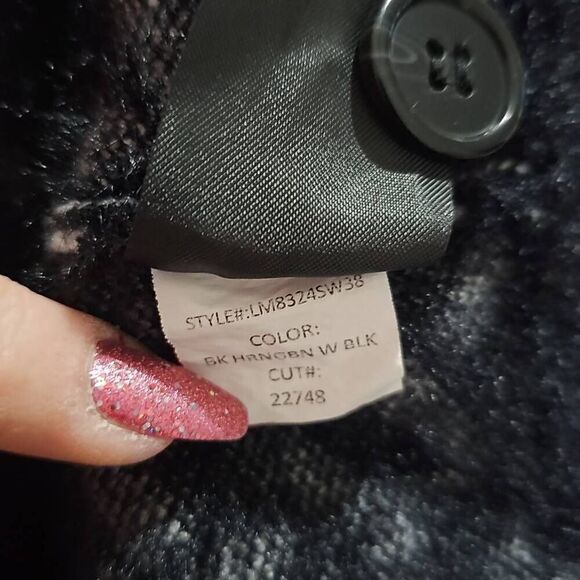 STYLE#:LM8324SW38
COLOR:
BK HRNGBN W BLK
CUT#:
22748